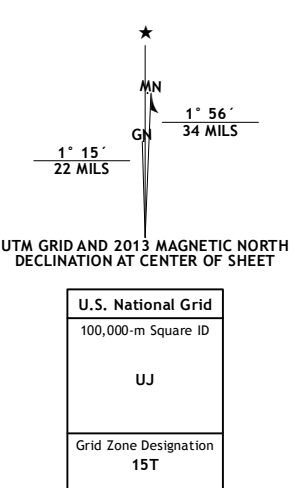 ★
MN
GN
1° 56´
34 MILS
1° 15´
22 MILS
UTM GRID AND 2013 MAGNETIC NORTH
DECLINATION AT CENTER OF SHEET
U.S. National Grid
100,000-m Square ID
UJ
Grid Zone Designation
15T